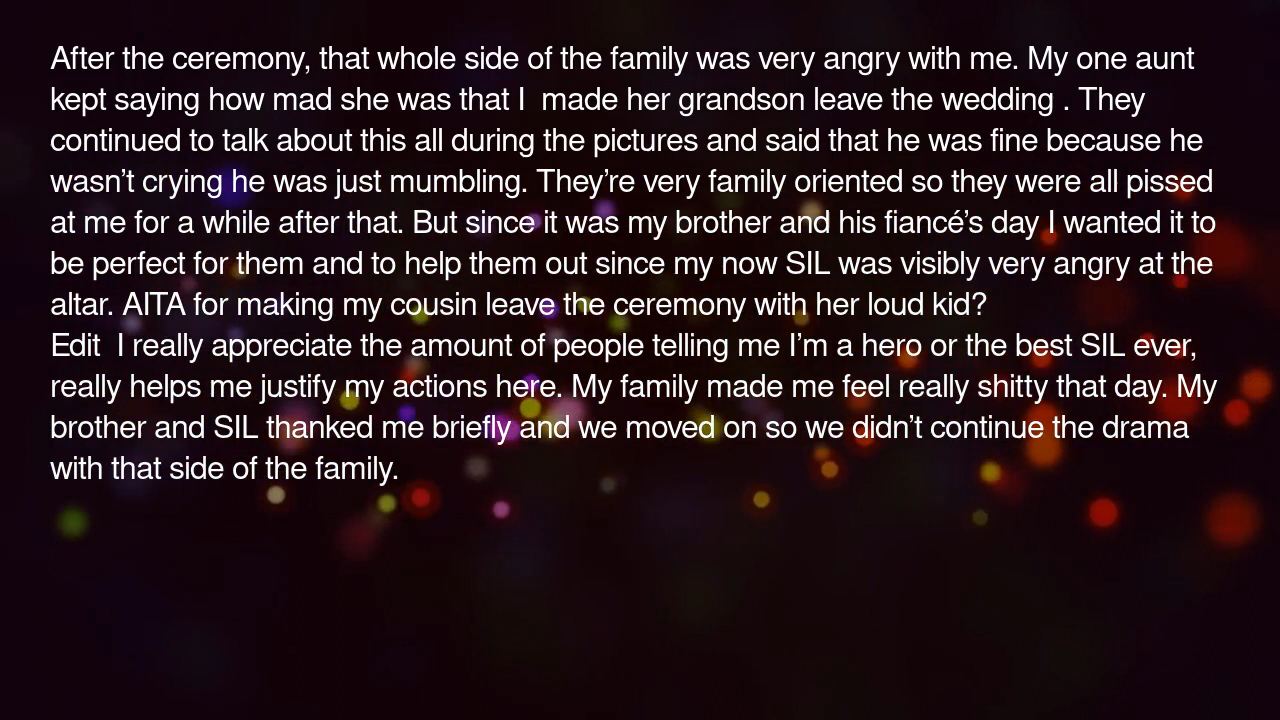 After the ceremony, that whole side of the family was very angry with me. My one aunt
kept saying how mad she was that I  made her grandson leave the wedding . They
continued to talk about this all during the pictures and said that he was fine because he
wasn’t crying he was just mumbling. They’re very family oriented so they were all pissed
at me for a while after that. But since it was my brother and his fiancé’s day I wanted it to
be perfect for them and to help them out since my now SIL was visibly very angry at the
altar. AITA for making my cousin leave the ceremony with her loud kid?
Edit  I really appreciate the amount of people telling me I’m a hero or the best SIL ever,
really helps me justify my actions here. My family made me feel really shitty that day. My
brother and SIL thanked me briefly and we moved on so we didn’t continue the drama
with that side of the family.